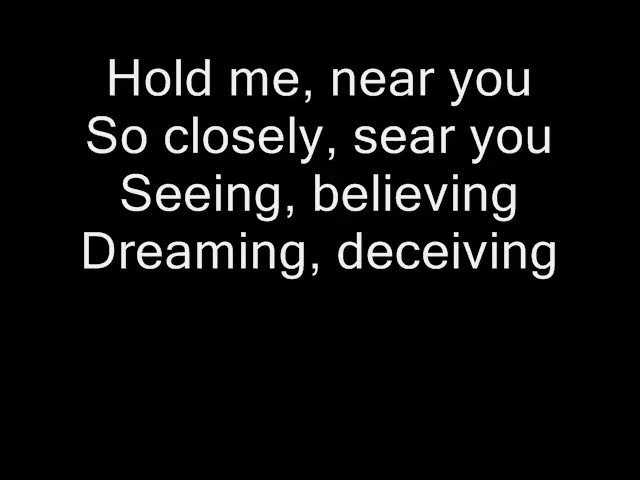 Hold me, near you
So closely, sear you
Seeing, believing
Dreaming, deceiving